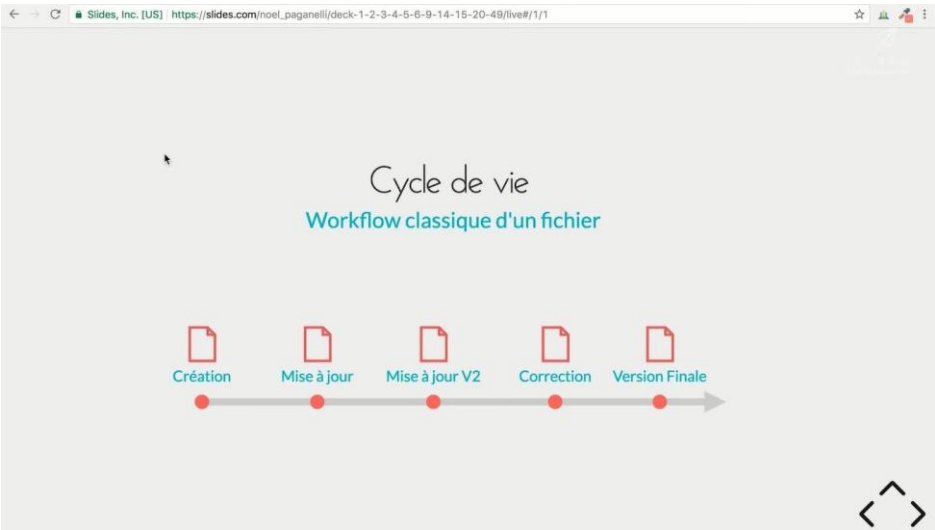 Slides, Inc. [US] https://slides.com/noel_paganelli/deck-1-2-3-4-5-6-9-14-15-20-49/live#/1/1
Cycle de vie
Workflow classique d'un fichier
Création Mise à jour Mise à jour V2 Correction Version Finale